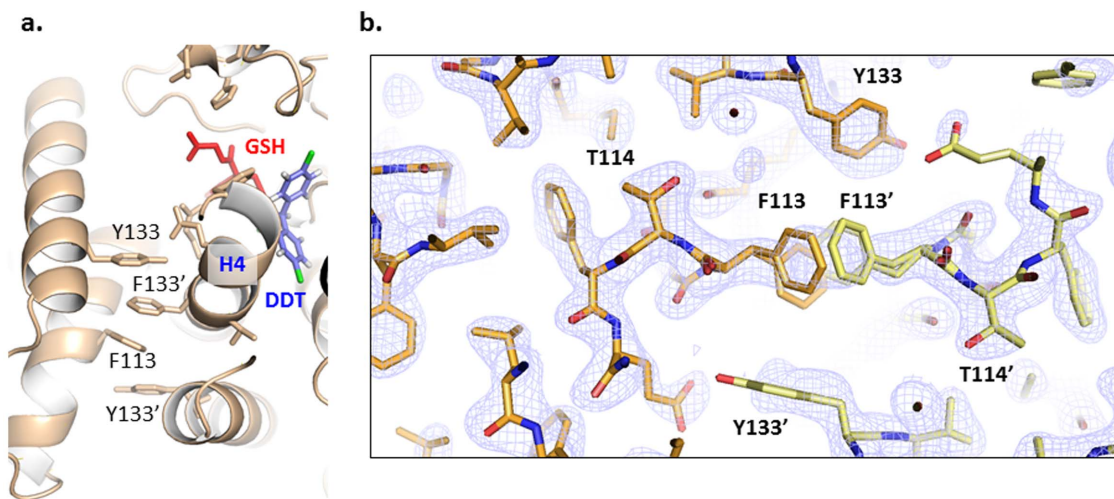 a.
GSH
Y133
H4
F133’
DDT
F113
Y133’
b.
Y133
T114
F113 F113’
T114’
Y133’